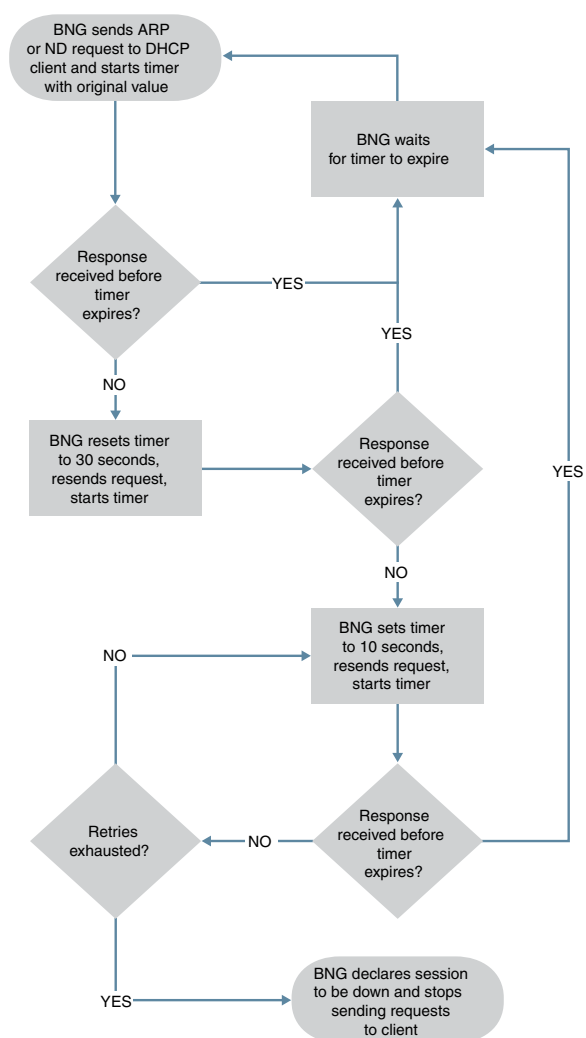 BNG sends ARP
or ND request to DHCP
client and starts timer
with original value
BNG waits
for timer to expire
Response
received before
timer
expires?
YES
YES
NO
BNG resets timer
to 30 seconds,
resends request,
starts timer
Response
received before
timer
expires?
YES
NO
BNG sets timer
to 10 seconds,
resends request,
starts timer
NO
Retries
exhausted?
NO
Response
received before
timer
expires?
YES
BNG declares session
to be down and stops
sending requests
to client